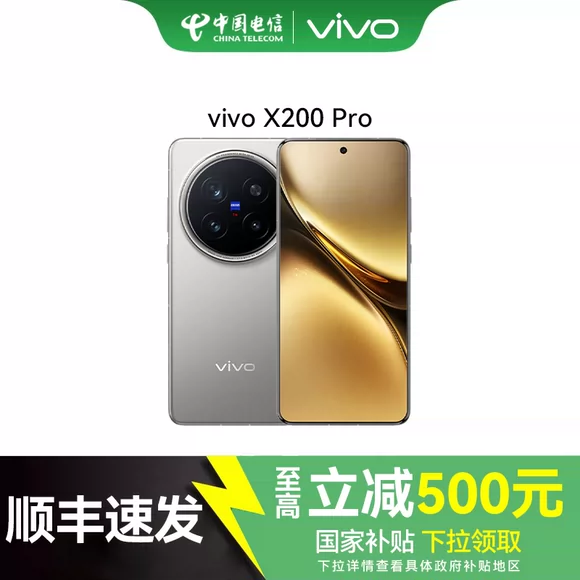 中国电信
CHINA TELECOM
vivo
vivo X200 Pro
ZEISS
vivo
顺丰速发
至高
立减500元
国家补贴 下拉领取
下拉详情查看具体政府补贴地区